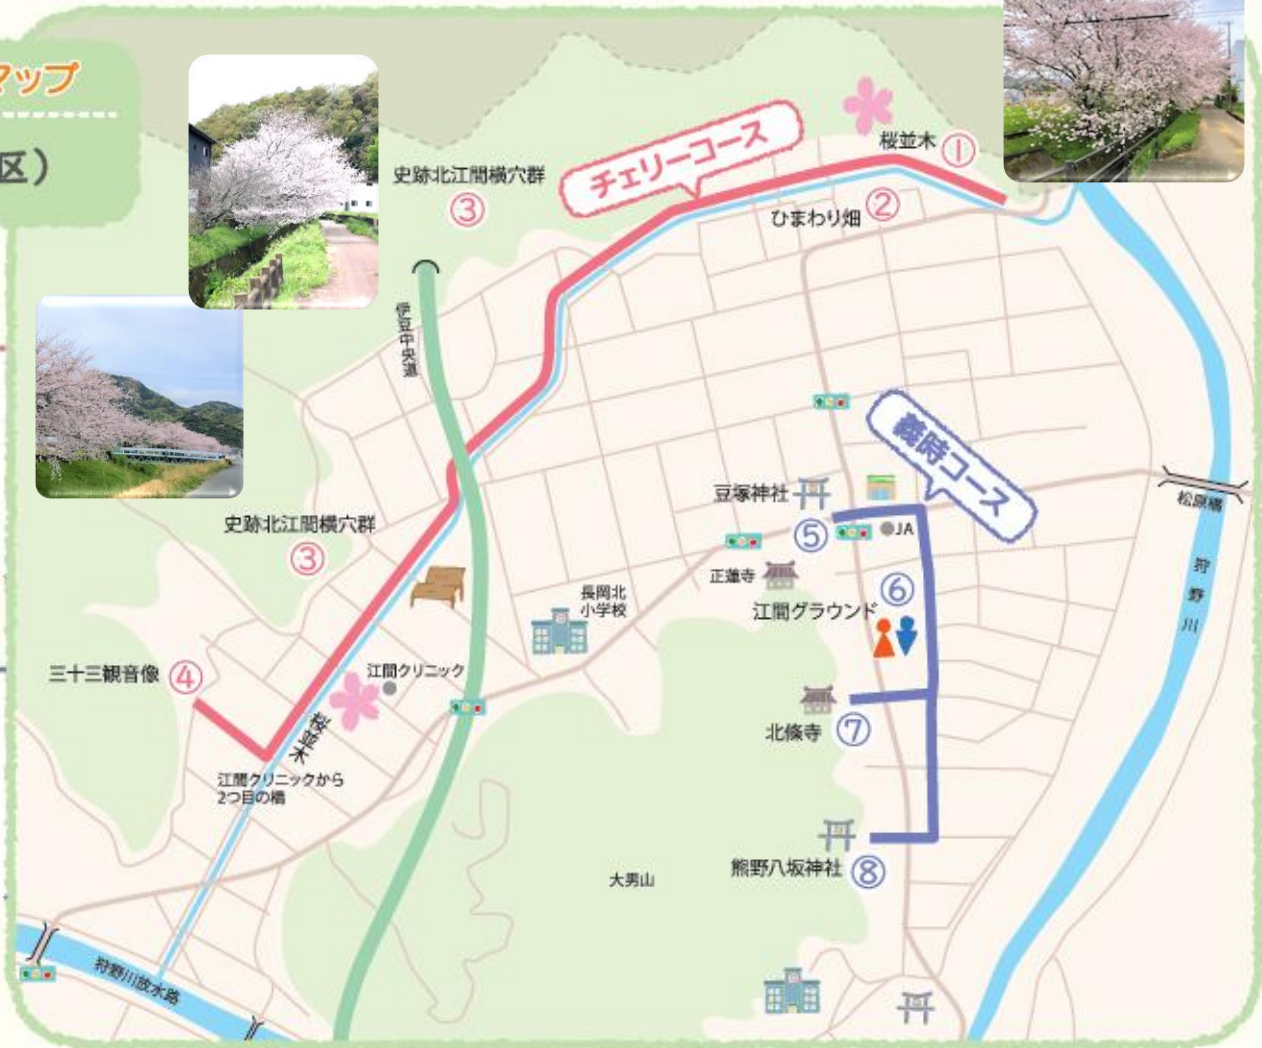 マップ
区）
桜並木 ①
チェリーコース
史跡北江間横穴群
③
ひまわり畑 ②
伊豆中央道
義時コース
豆塚神社
⑤
JA
松原橋
史跡北江間横穴群
③
正蓮寺
長岡北
小学校
⑥
江間グラウンド
狩野川
三十三観音像 ④
江間クリニック
桜並木
北條寺 ⑦
江間クリニックから
2つ目の橋
熊野八坂神社 ⑧
大男山
狩野川放水路